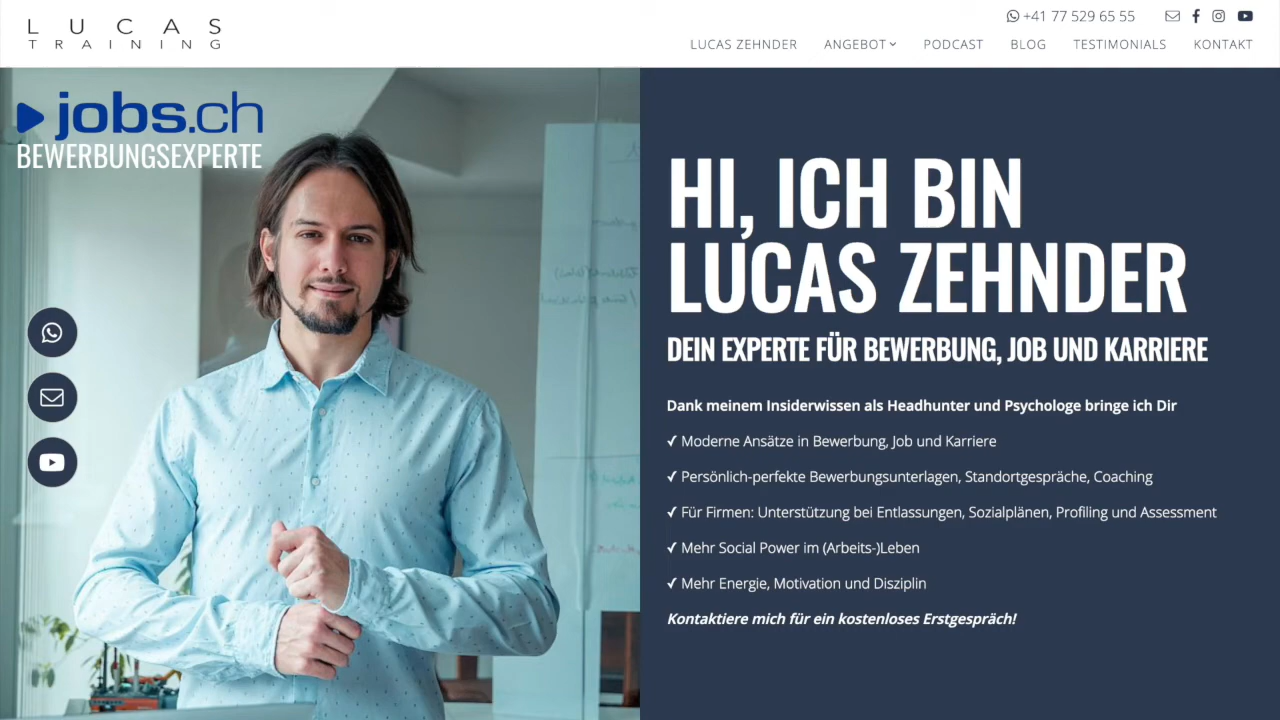 LUCAS
TRAINING
+41 77 529 65 55
LUCAS ZEHNDER ANGEBOT PODCAST BLOG TESTIMONIALS KONTAKT
jobs.ch
BEWERBUNGSEXPERTE
HI, ICH BIN
LUCAS ZEHNDER
DEIN EXPERTE FÜR BEWERBUNG, JOB UND KARRIERE
Dank meinem Insiderwissen als Headhunter und Psychologe bringe ich Dir
✔ Moderne Ansätze in Bewerbung, Job und Karriere
✔ Persönlich-perfekte Bewerbungsunterlagen, Standortgespräche, Coaching
✔ Für Firmen: Unterstützung bei Entlassungen, Sozialplänen, Profiling und Assessment
✔ Mehr Social Power im (Arbeits-)Leben
✔ Mehr Energie, Motivation und Disziplin
Kontaktiere mich für ein kostenloses Erstgespräch!